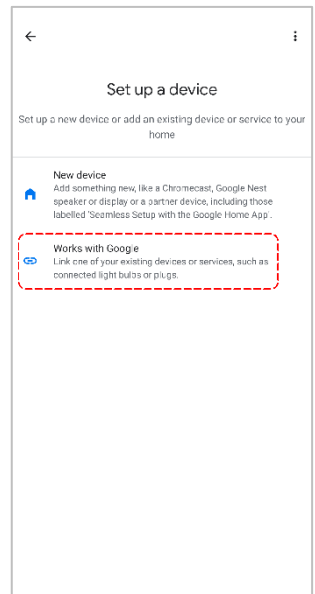 Set up a device
Set up a new device or add an existing device or service to your
home
New device
Add something new, like a Chromecast, Google Nest
speaker or display or a partner device, including those
labelled 'Seamless Setup with the Google Home App'.
Works with Google
Link one of your existing devices or services, such as
connected light bulbs or plugs.